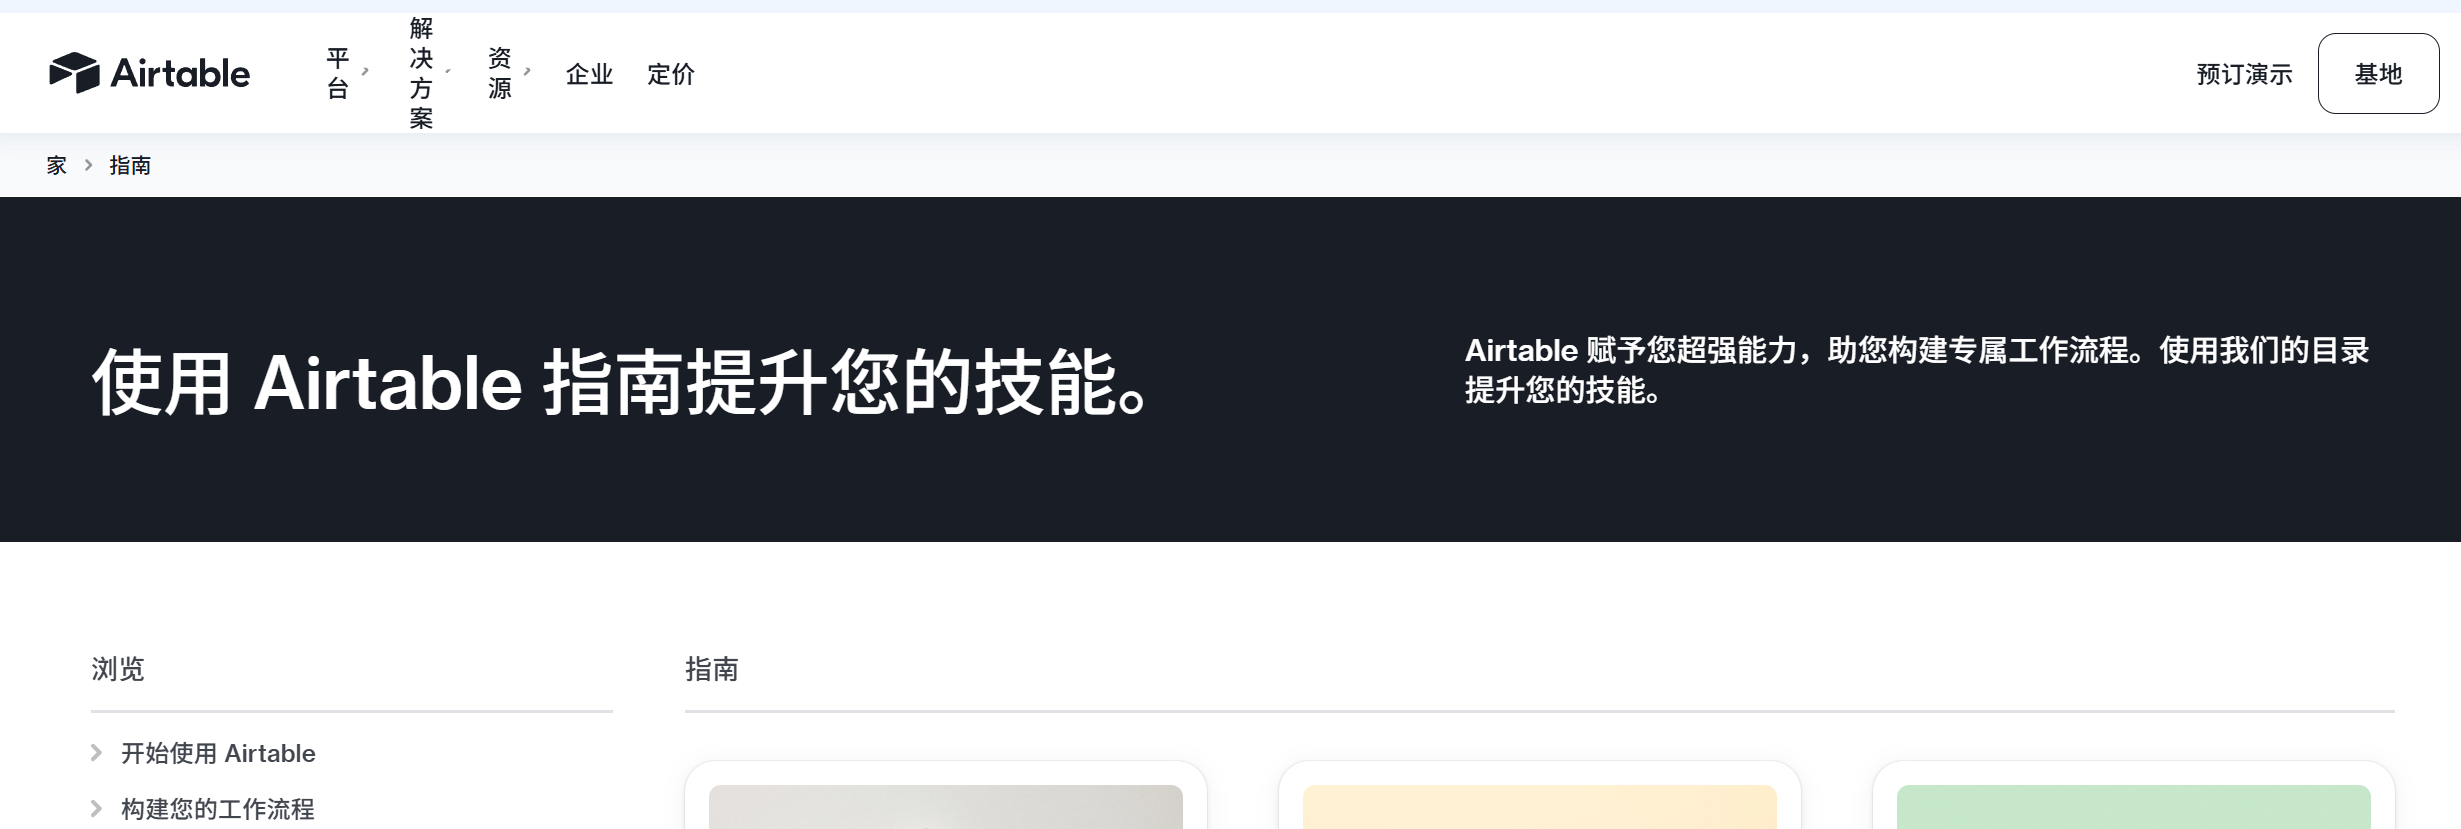 Airtable
平台
解决方案
资源
企业
定价
预订演示
基地
家
指南
使用 Airtable 指南提升您的技能。
Airtable 赋予您超强能力，助您构建专属工作流程。使用我们的目录
提升您的技能。
浏览
指南
开始使用 Airtable
构建您的工作流程